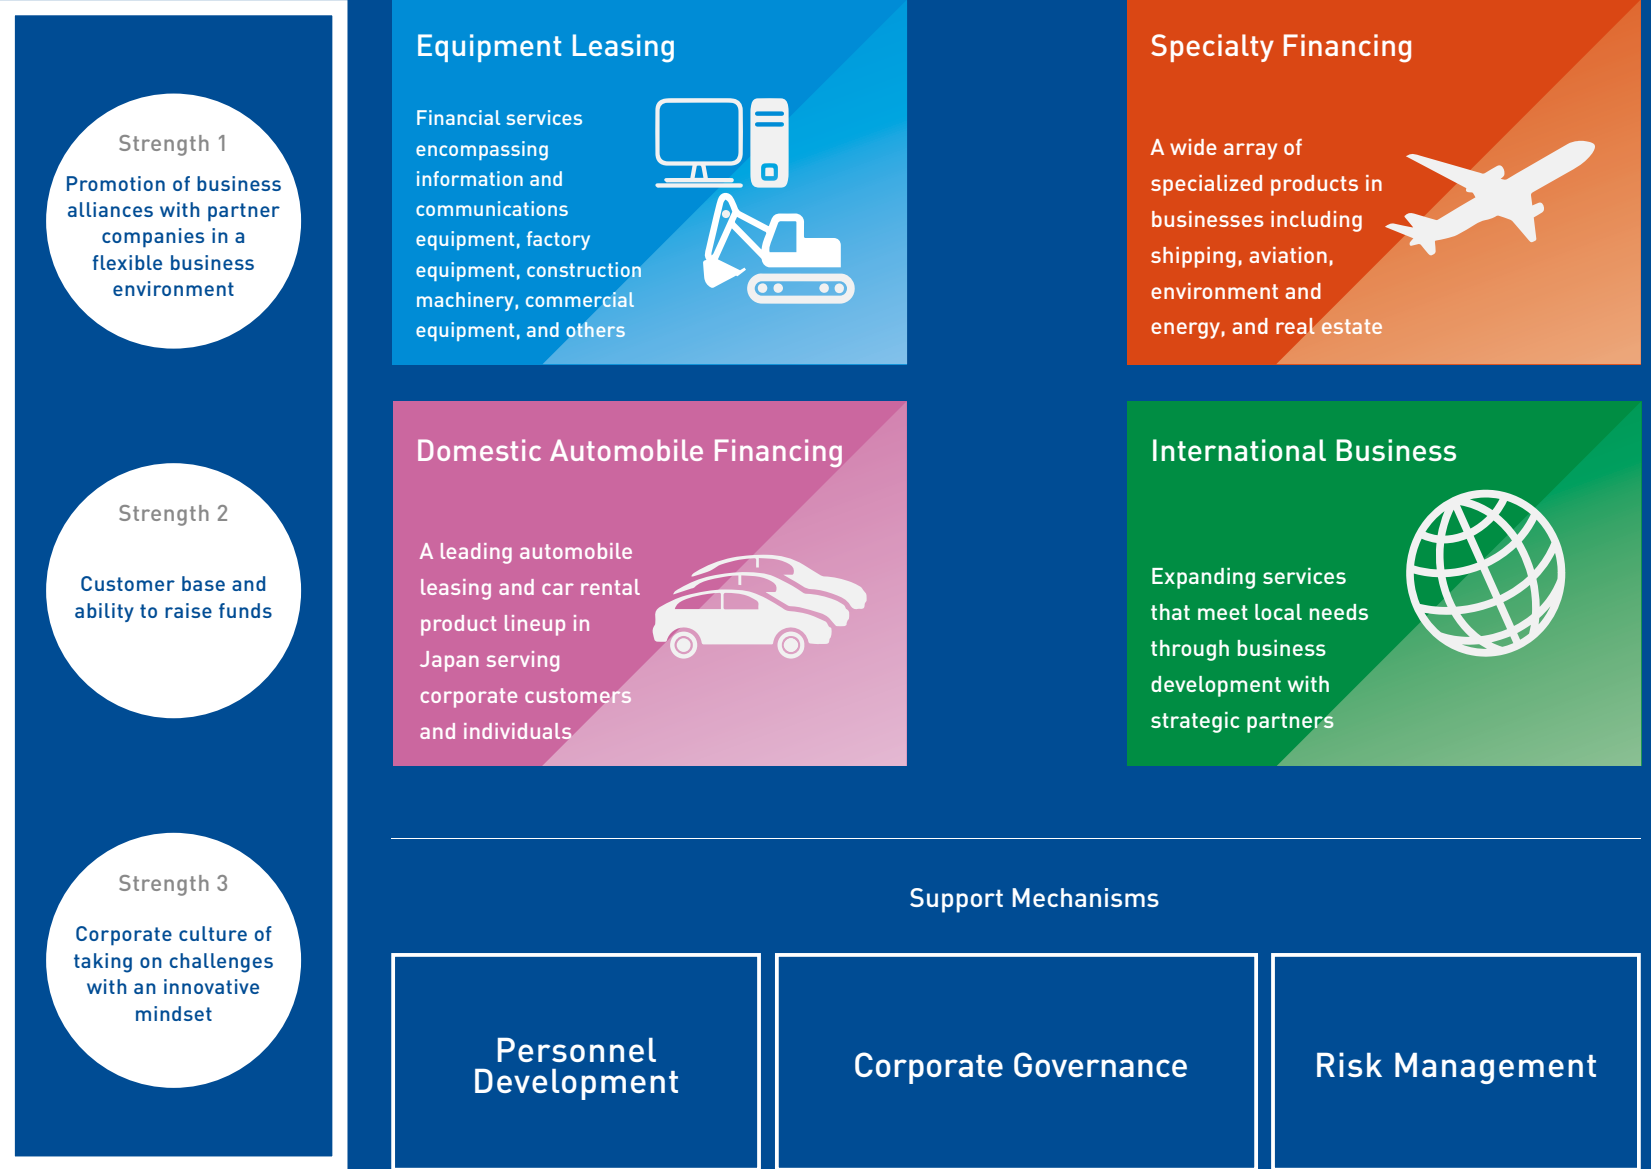 Strength 1
Promotion of business
alliances with partner
companies in a
flexible business
environment
Strength 2
Customer base and
ability to raise funds
Strength 3
Corporate culture of
taking on challenges
with an innovative
mindset
Equipment Leasing
Financial services
encompassing
information and
communications
equipment, factory
equipment, construction
machinery, commercial
equipment, and others
Specialty Financing
A wide array of
specialized products in
businesses including
shipping, aviation,
environment and
energy, and real estate
Domestic Automobile Financing
A leading automobile
leasing and car rental
product lineup in
Japan serving
corporate customers
and individuals
International Business
Expanding services
that meet local needs
through business
development with
strategic partners
Support Mechanisms
Personnel
Development
Corporate Governance
Risk Management